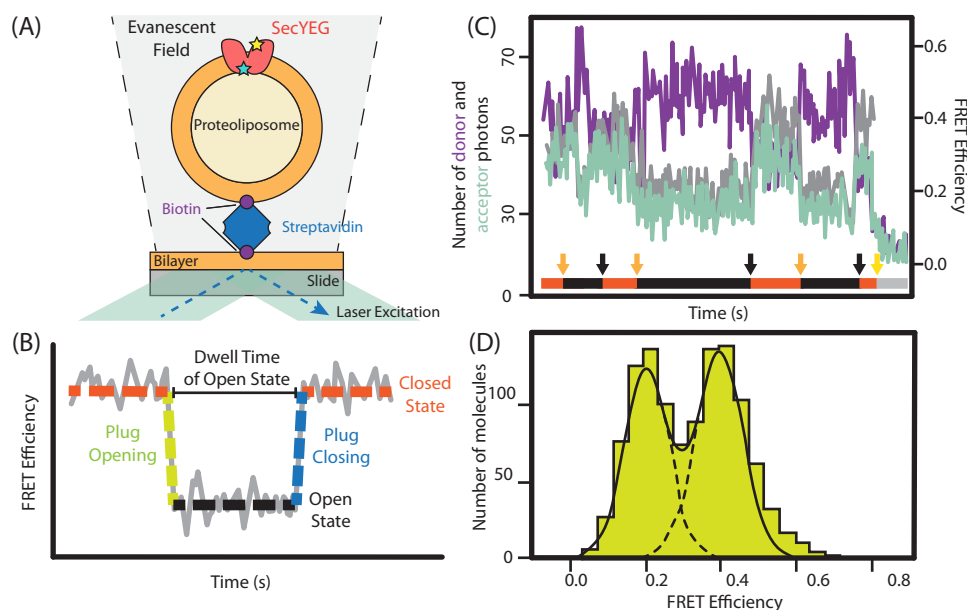 (A)
Evanescent
Field
SecYEG
Proteoliposome
Biotin
Streptavidin
Bilayer
Slide
Laser Excitation
(B)
FRET Efficiency
Dwell Time
of Open State
Closed
State
Plug
Opening
Plug
Closing
Open
State
Time (s)
(C)
Number of donor and
acceptor photons
70
50
30
0
0.6
0.4
0.2
0.0
FRET Efficiency
Time (s)
(D)
Number of molecules
100
50
0
0.0
0.2
0.4
0.6
0.8
FRET Efficiency